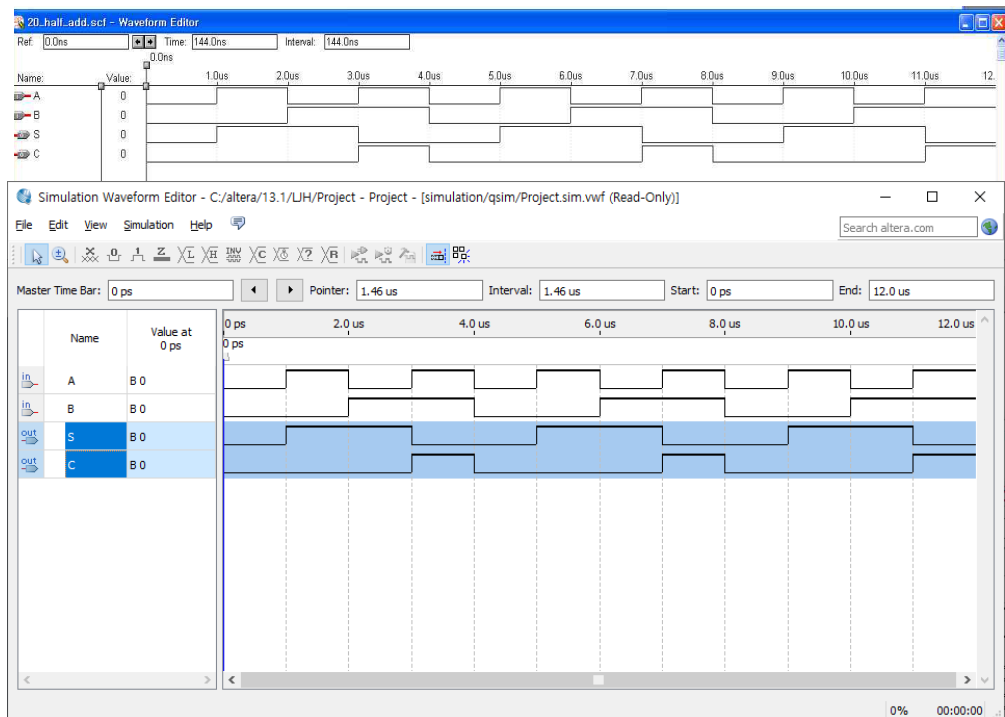 20_half_add.scf - Waveform Editor
Ref: 0.0ns Time: 144.0ns Interval: 144.0ns
0.0ns
Name: Value: 1.0us 2.0us 3.0us 4.0us 5.0us 6.0us 7.0us 8.0us 9.0us 10.0us 11.0us 12.
A 0
B 0
S 0
C 0
Simulation Waveform Editor - C:/altera/13.1/LJH/Project - Project - [simulation/qsim/Project.sim.vwf (Read-Only)]
File Edit View Simulation Help Search altera.com
Master Time Bar: 0 ps Pointer: 1.46 us Interval: 1.46 us Start: 0 ps End: 12.0 us
Name Value at 0 ps 0 ps 2.0 us 4.0 us 6.0 us 8.0 us 10.0 us 12.0 us
0 ps
in A B 0
in B B 0
out S B 0
out C B 0
0% 00:00:00